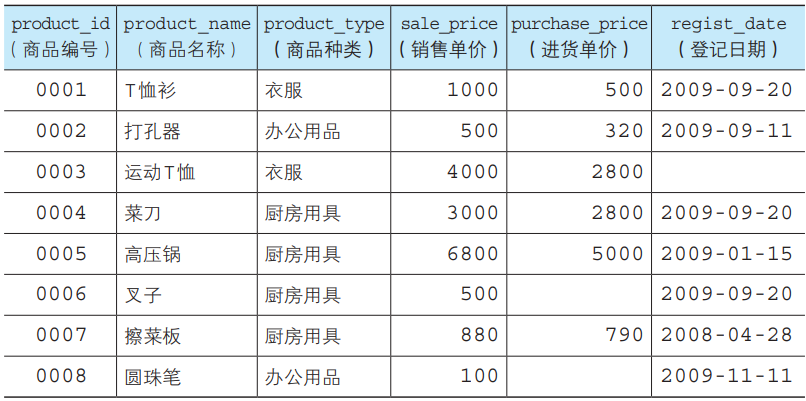 product_id product_name product_type sale_price purchase_price regist_date
(商品编号) (商品名称) (商品种类) (销售单价) (进货单价) (登记日期)
0001 T恤衫 衣服 1000 500 2009-09-20
0002 打孔器 办公用品 500 320 2009-09-11
0003 运动T恤 衣服 4000 2800
0004 菜刀 厨房用具 3000 2800 2009-09-20
0005 高压锅 厨房用具 6800 5000 2009-01-15
0006 叉子 厨房用具 500 2009-09-20
0007 擦菜板 厨房用具 880 790 2008-04-28
0008 圆珠笔 办公用品 100 2009-11-11